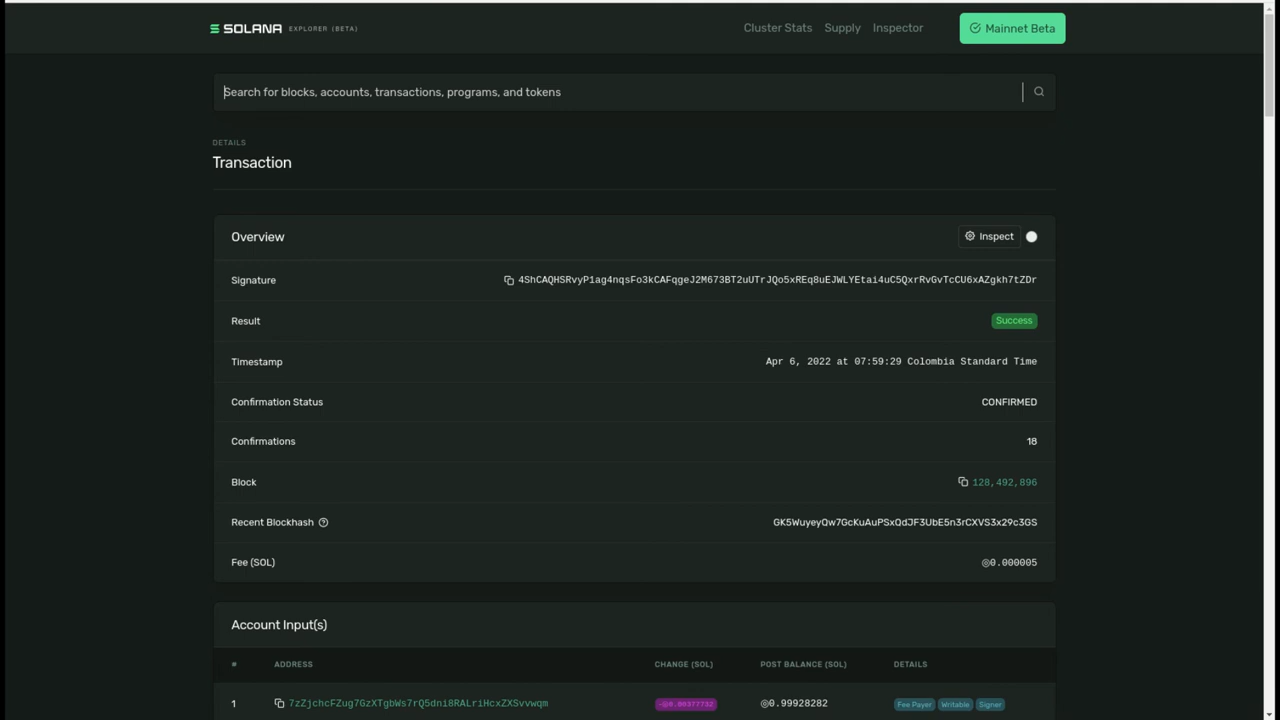 SOLANA EXPLORER (BETA) Cluster Stats Supply Inspector Mainnet Beta
Search for blocks, accounts, transactions, programs, and tokens
DETAILS
Transaction
Overview Inspect
Signature 4ShCAQHSRvyP1ag4nqsFo3kCAFqgeJ2M673BT2uUTrJQo5xREq8uEJWLYEtai4uC5QxrRvGvTcCU6xAZgkh7tZDr
Result Success
Timestamp Apr 6, 2022 at 07:59:29 Colombia Standard Time
Confirmation Status CONFIRMED
Confirmations 18
Block 128,492,896
Recent Blockhash GK5WuyeyQw7GcKuAuPSxQdJF3UbE5n3rCXVS3x29c3GS
Fee (SOL) ◎0.000005
Account Input(s)
# ADDRESS CHANGE (SOL) POST BALANCE (SOL) DETAILS
1 7zZjchcFZug7GzXTgbWs7rQ5dni8RALriHcxZXSvvwqm -◎0.00377732 ◎0.99928282 Fee Payer Writable Signer